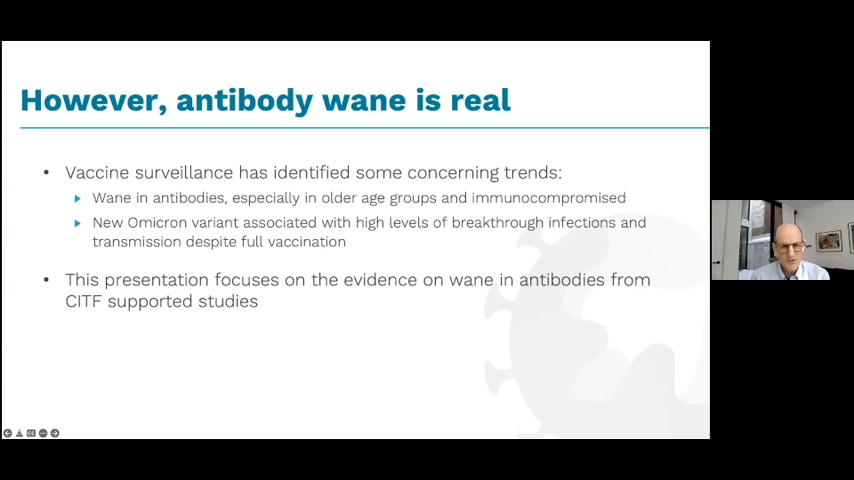 However, antibody wane is real
• Vaccine surveillance has identified some concerning trends:
Wane in antibodies, especially in older age groups and immunocompromised
New Omicron variant associated with high levels of breakthrough infections and
transmission despite full vaccination
• This presentation focuses on the evidence on wane in antibodies from
CITF supported studies